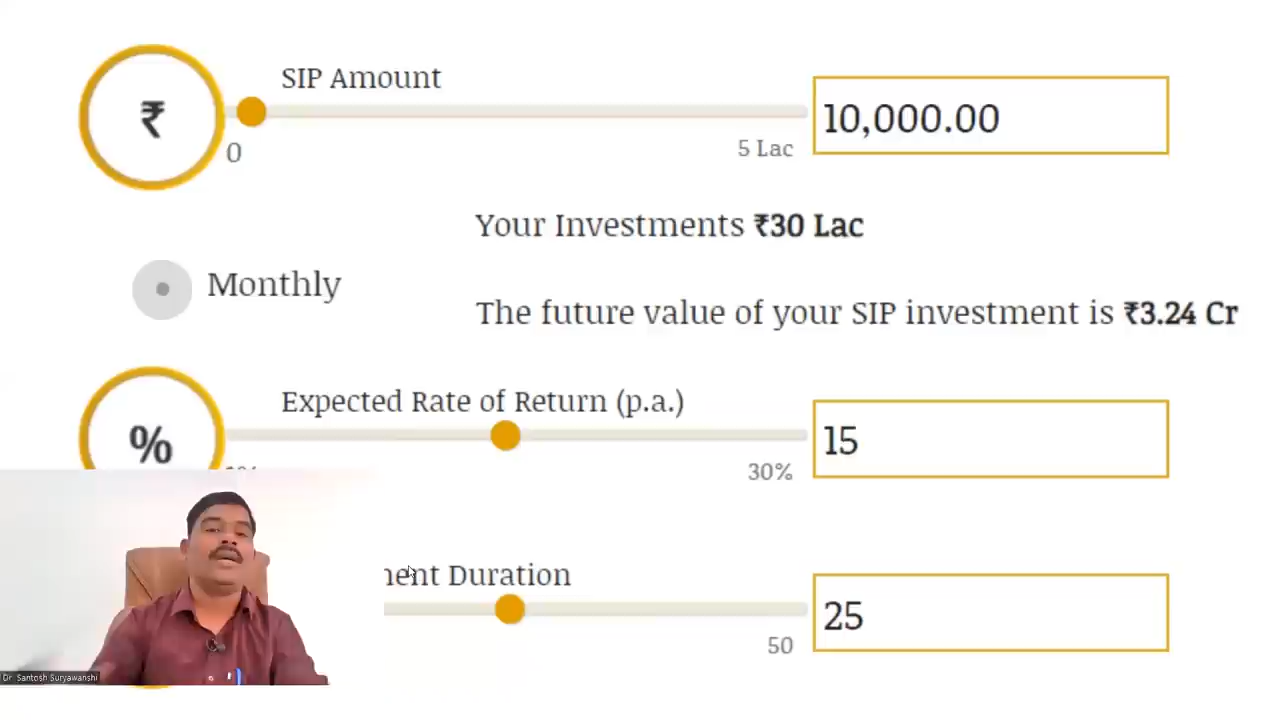 SIP Amount
₹
10,000.00
0
5 Lac
Your Investments ₹30 Lac
Monthly
The future value of your SIP investment is ₹3.24 Cr
Expected Rate of Return (p.a.)
%
15
30%
Duration
25
50
Dr Santosh Suryawanshi